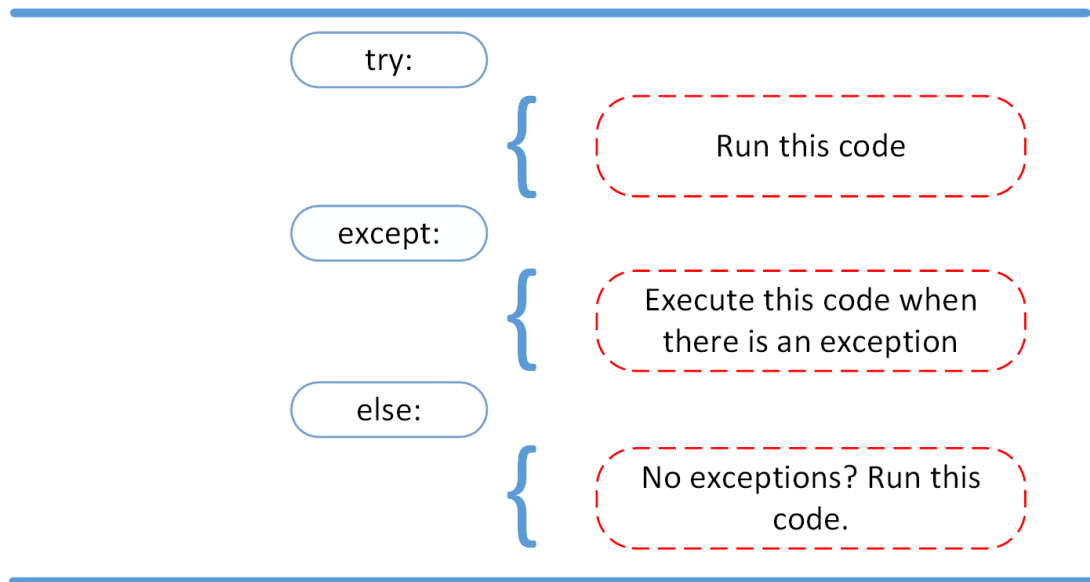 try:
Run this code
except:
Execute this code when
there is an exception
else:
No exceptions? Run this
code.